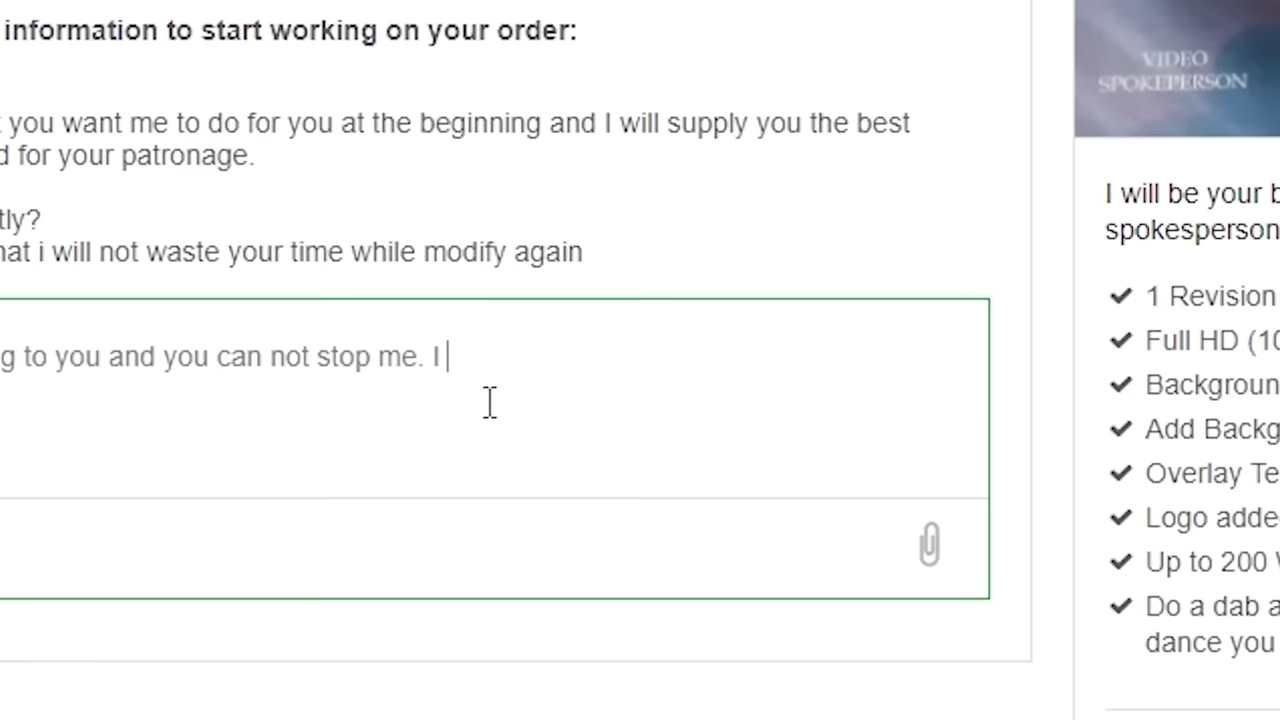 information to start working on your order:
you want me to do for you at the beginning and I will supply you the best
for your patronage.
hat i will not waste your time while modify again
g to you and you can not stop me. I
VIDEO
SPOKEPERSON
I will be your b
spokesperson
1 Revision
Full HD (10
Backgroun
Add Backg
Overlay Te
Logo adde
Up to 200
Do a dab a
dance you